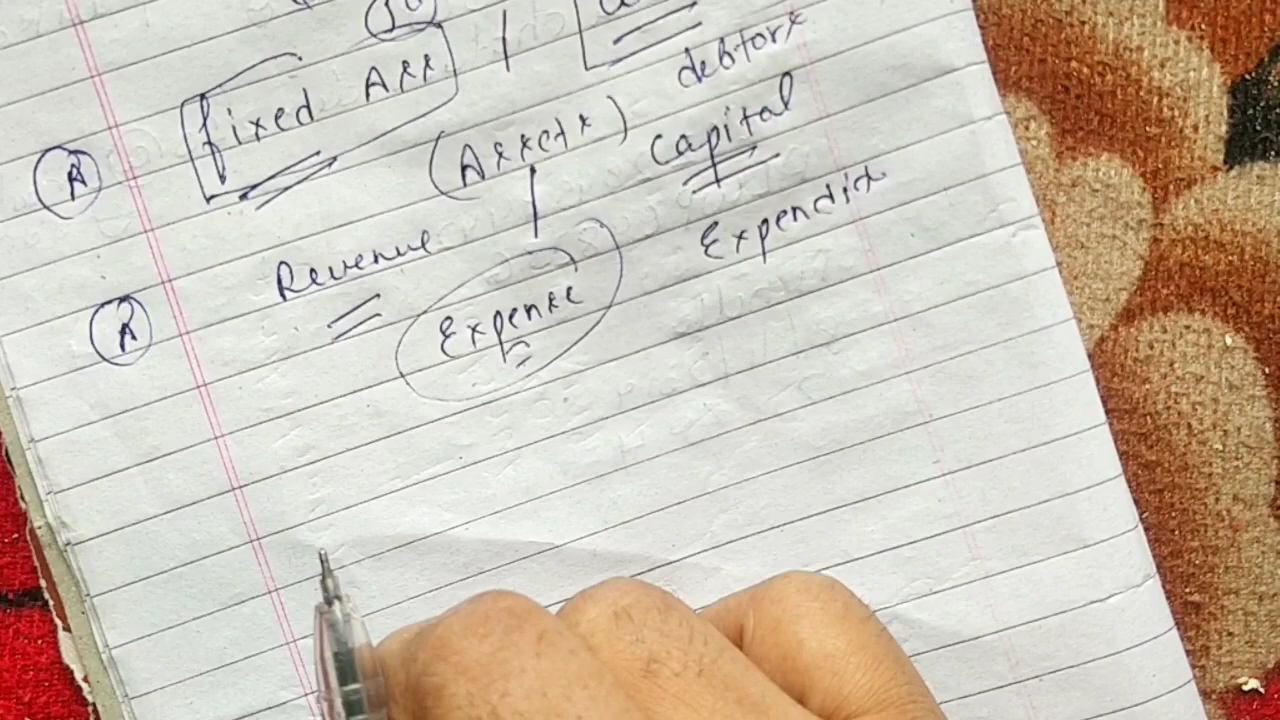 debtors
fixed Ass
(Assets)
Capital
R
Revenue
Expense
Expendit
R